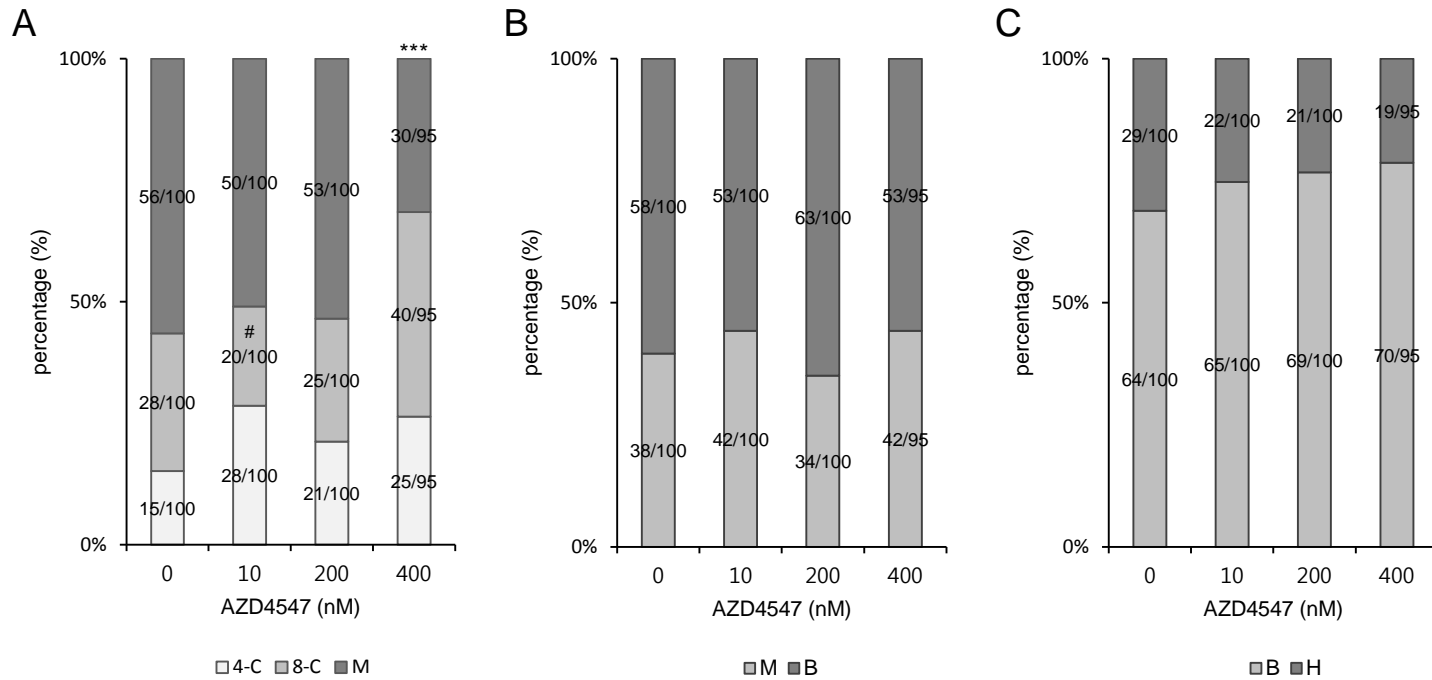 A
percentage (%)
100%
50%
0%
***
56/100
50/100
53/100
30/95
28/100
#
20/100
25/100
40/95
15/100
28/100
21/100
25/95
0 10 200 400
AZD4547 (nM)
4-C 8-C M
B
percentage (%)
100%
50%
0%
58/100
53/100
63/100
53/95
38/100
42/100
34/100
42/95
0 10 200 400
AZD4547 (nM)
M B
C
percentage (%)
100%
50%
0%
29/100
22/100
21/100
19/95
64/100
65/100
69/100
70/95
0 10 200 400
AZD4547 (nM)
B H